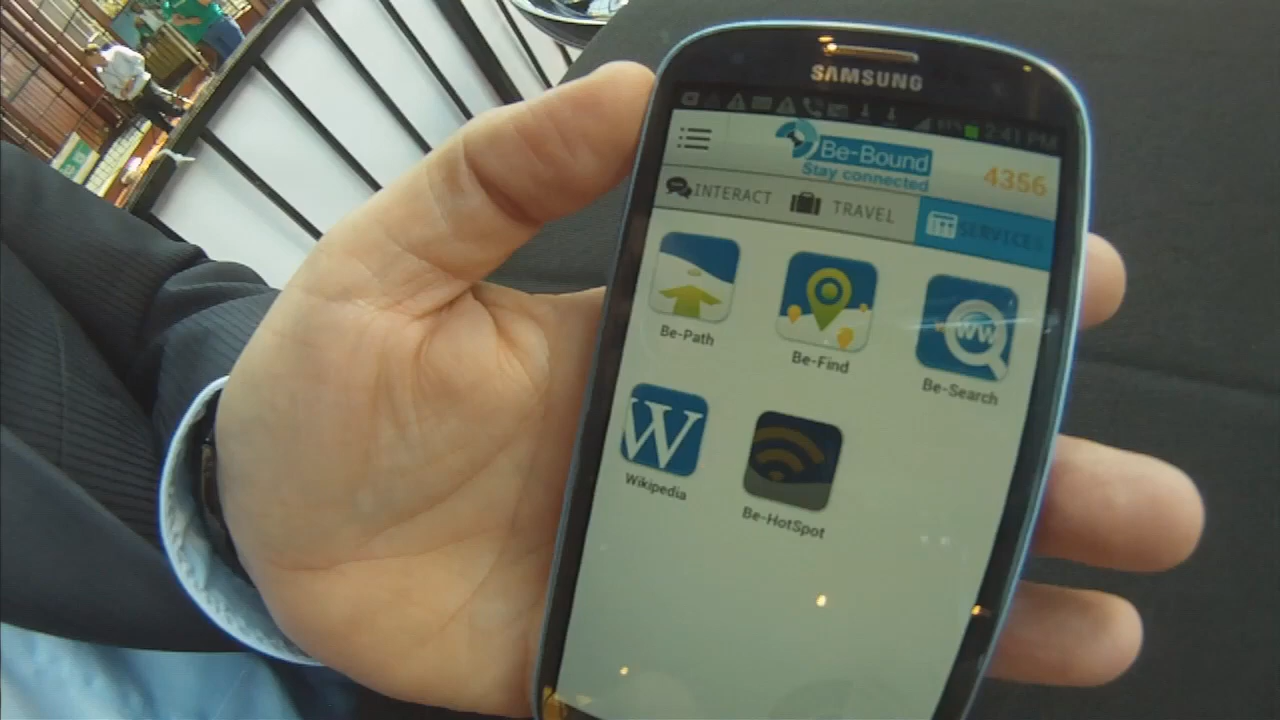 SAMSUNG
2:41 PM
Be-Bound
Stay connected
4356
INTERACT
TRAVEL
SERVICES
Be-Path
Be-Find
WW
Be-Search
W
Wikipedia
Be-HotSpot